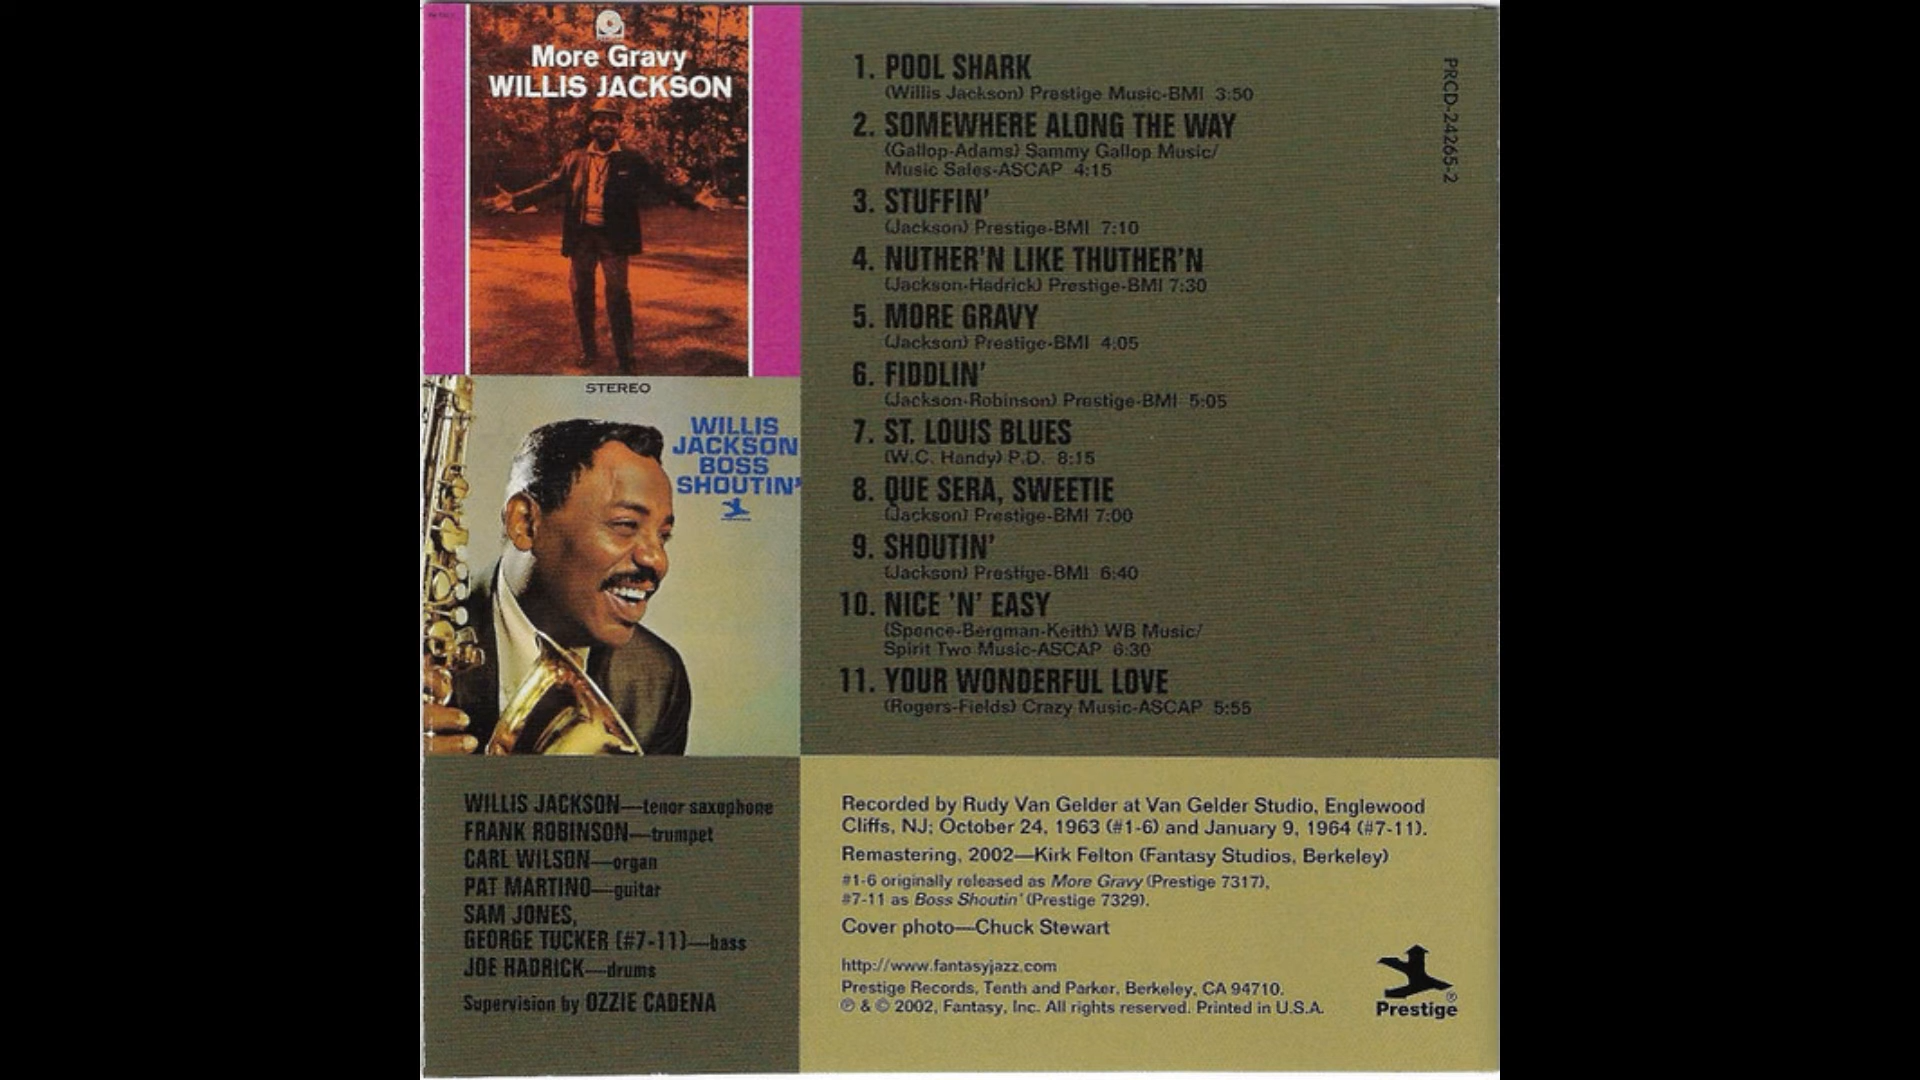 More Gravy
WILLIS JACKSON
STEREO
WILLIS
JACKSON
BOSS
SHOUTIN'
1. POOL SHARK
(Willis Jackson) Prestige Music-BMI 3:50
2. SOMEWHERE ALONG THE WAY
(Gallop-Adams) Sammy Gallop Music/
Music Sales-ASCAP 4:15
3. STUFFIN'
(Jackson) Prestige-BMI 7:10
4. NUTHER'N LIKE THUTHER'N
(Jackson-Hadrick) Prestige-BMI 7:30
5. MORE GRAVY
(Jackson) Prestige-BMI 4:05
6. FIDDLIN'
(Jackson-Robinson) Prestige-BMI 5:05
7. ST. LOUIS BLUES
(W.C. Handy) P.D. 8:15
8. QUE SERA, SWEETIE
(Jackson) Prestige-BMI 7:00
9. SHOUTIN'
(Jackson) Prestige-BMI 6:40
10. NICE 'N' EASY
(Spence-Bergman-Keith) WB Music/
Spirit Two Music-ASCAP 6:30
11. YOUR WONDERFUL LOVE
(Rogers-Fields) Crazy Music-ASCAP 5:55
PRCD-24265-2
WILLIS JACKSON—tenor saxophone
FRANK ROBINSON—trumpet
CARL WILSON—organ
PAT MARTINO—guitar
SAM JONES,
GEORGE TUCKER (#7-11)—bass
JOE HADRICK—drums
Supervision by OZZIE CADENA
Recorded by Rudy Van Gelder at Van Gelder Studio, Englewood
Cliffs, NJ; October 24, 1963 (#1-6) and January 9, 1964 (#7-11).
Remastering, 2002—Kirk Felton (Fantasy Studios, Berkeley)
#1-6 originally released as More Gravy (Prestige 7317),
#7-11 as Boss Shoutin' (Prestige 7329).
Cover photo—Chuck Stewart
http://www.fantasyjazz.com
Prestige Records, Tenth and Parker, Berkeley, CA 94710.
℗ & © 2002, Fantasy, Inc. All rights reserved. Printed in U.S.A.
Prestige®